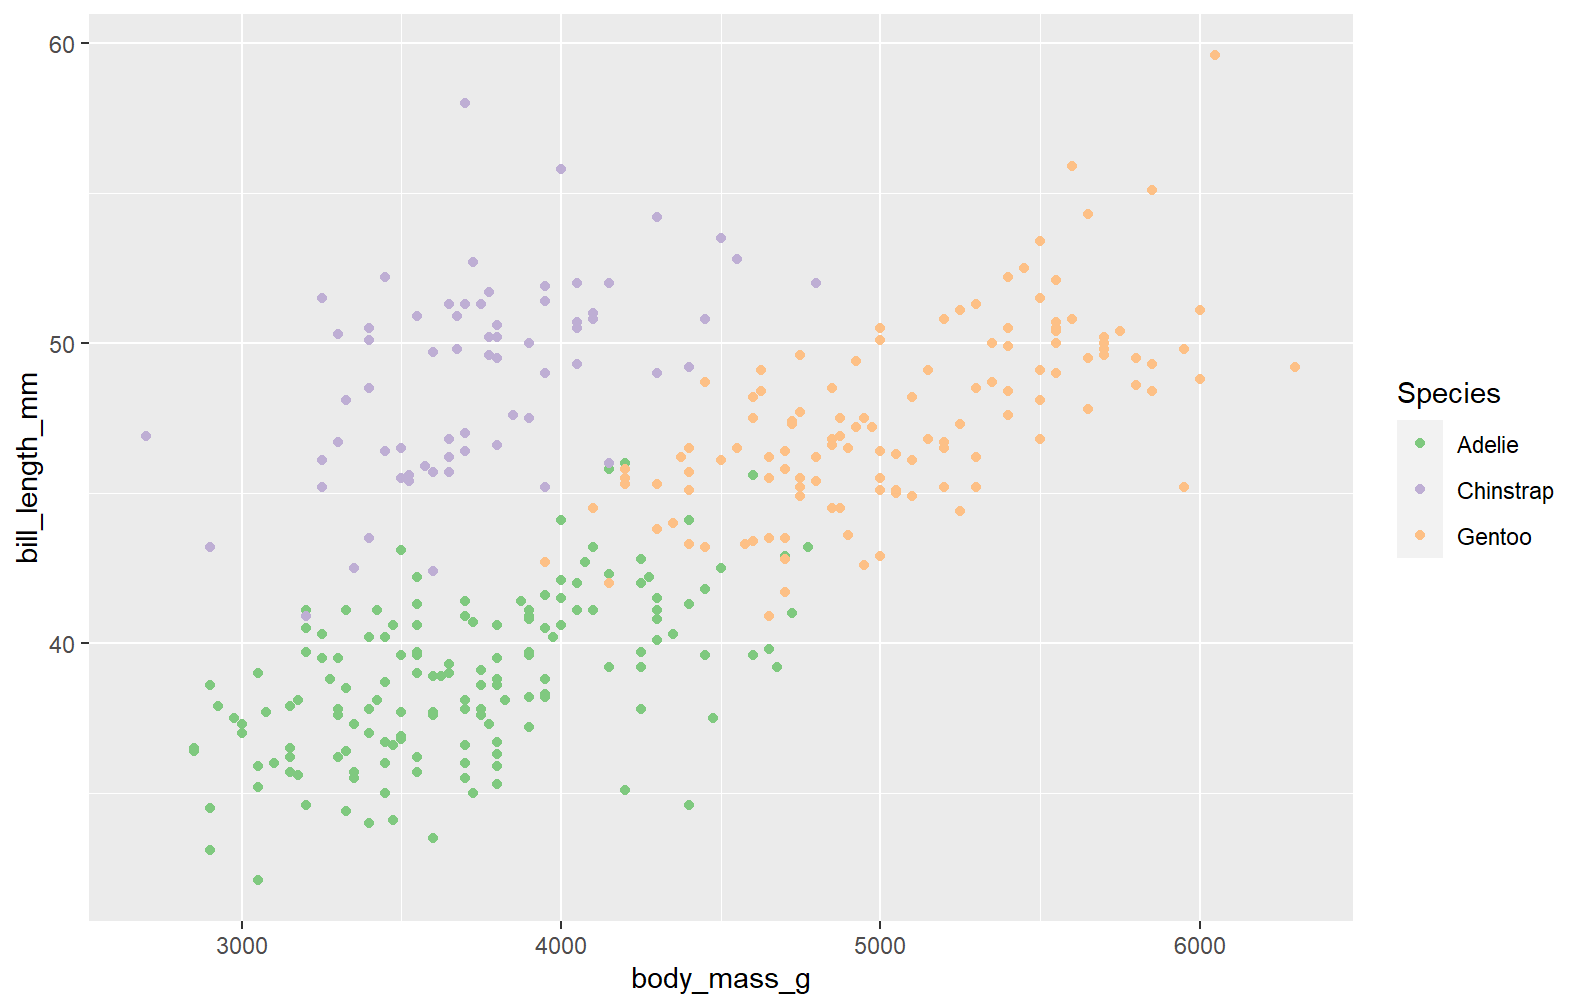 60
50
40
bill_length_mm
3000
4000
5000
6000
body_mass_g
Species
Adelie
Chinstrap
Gentoo